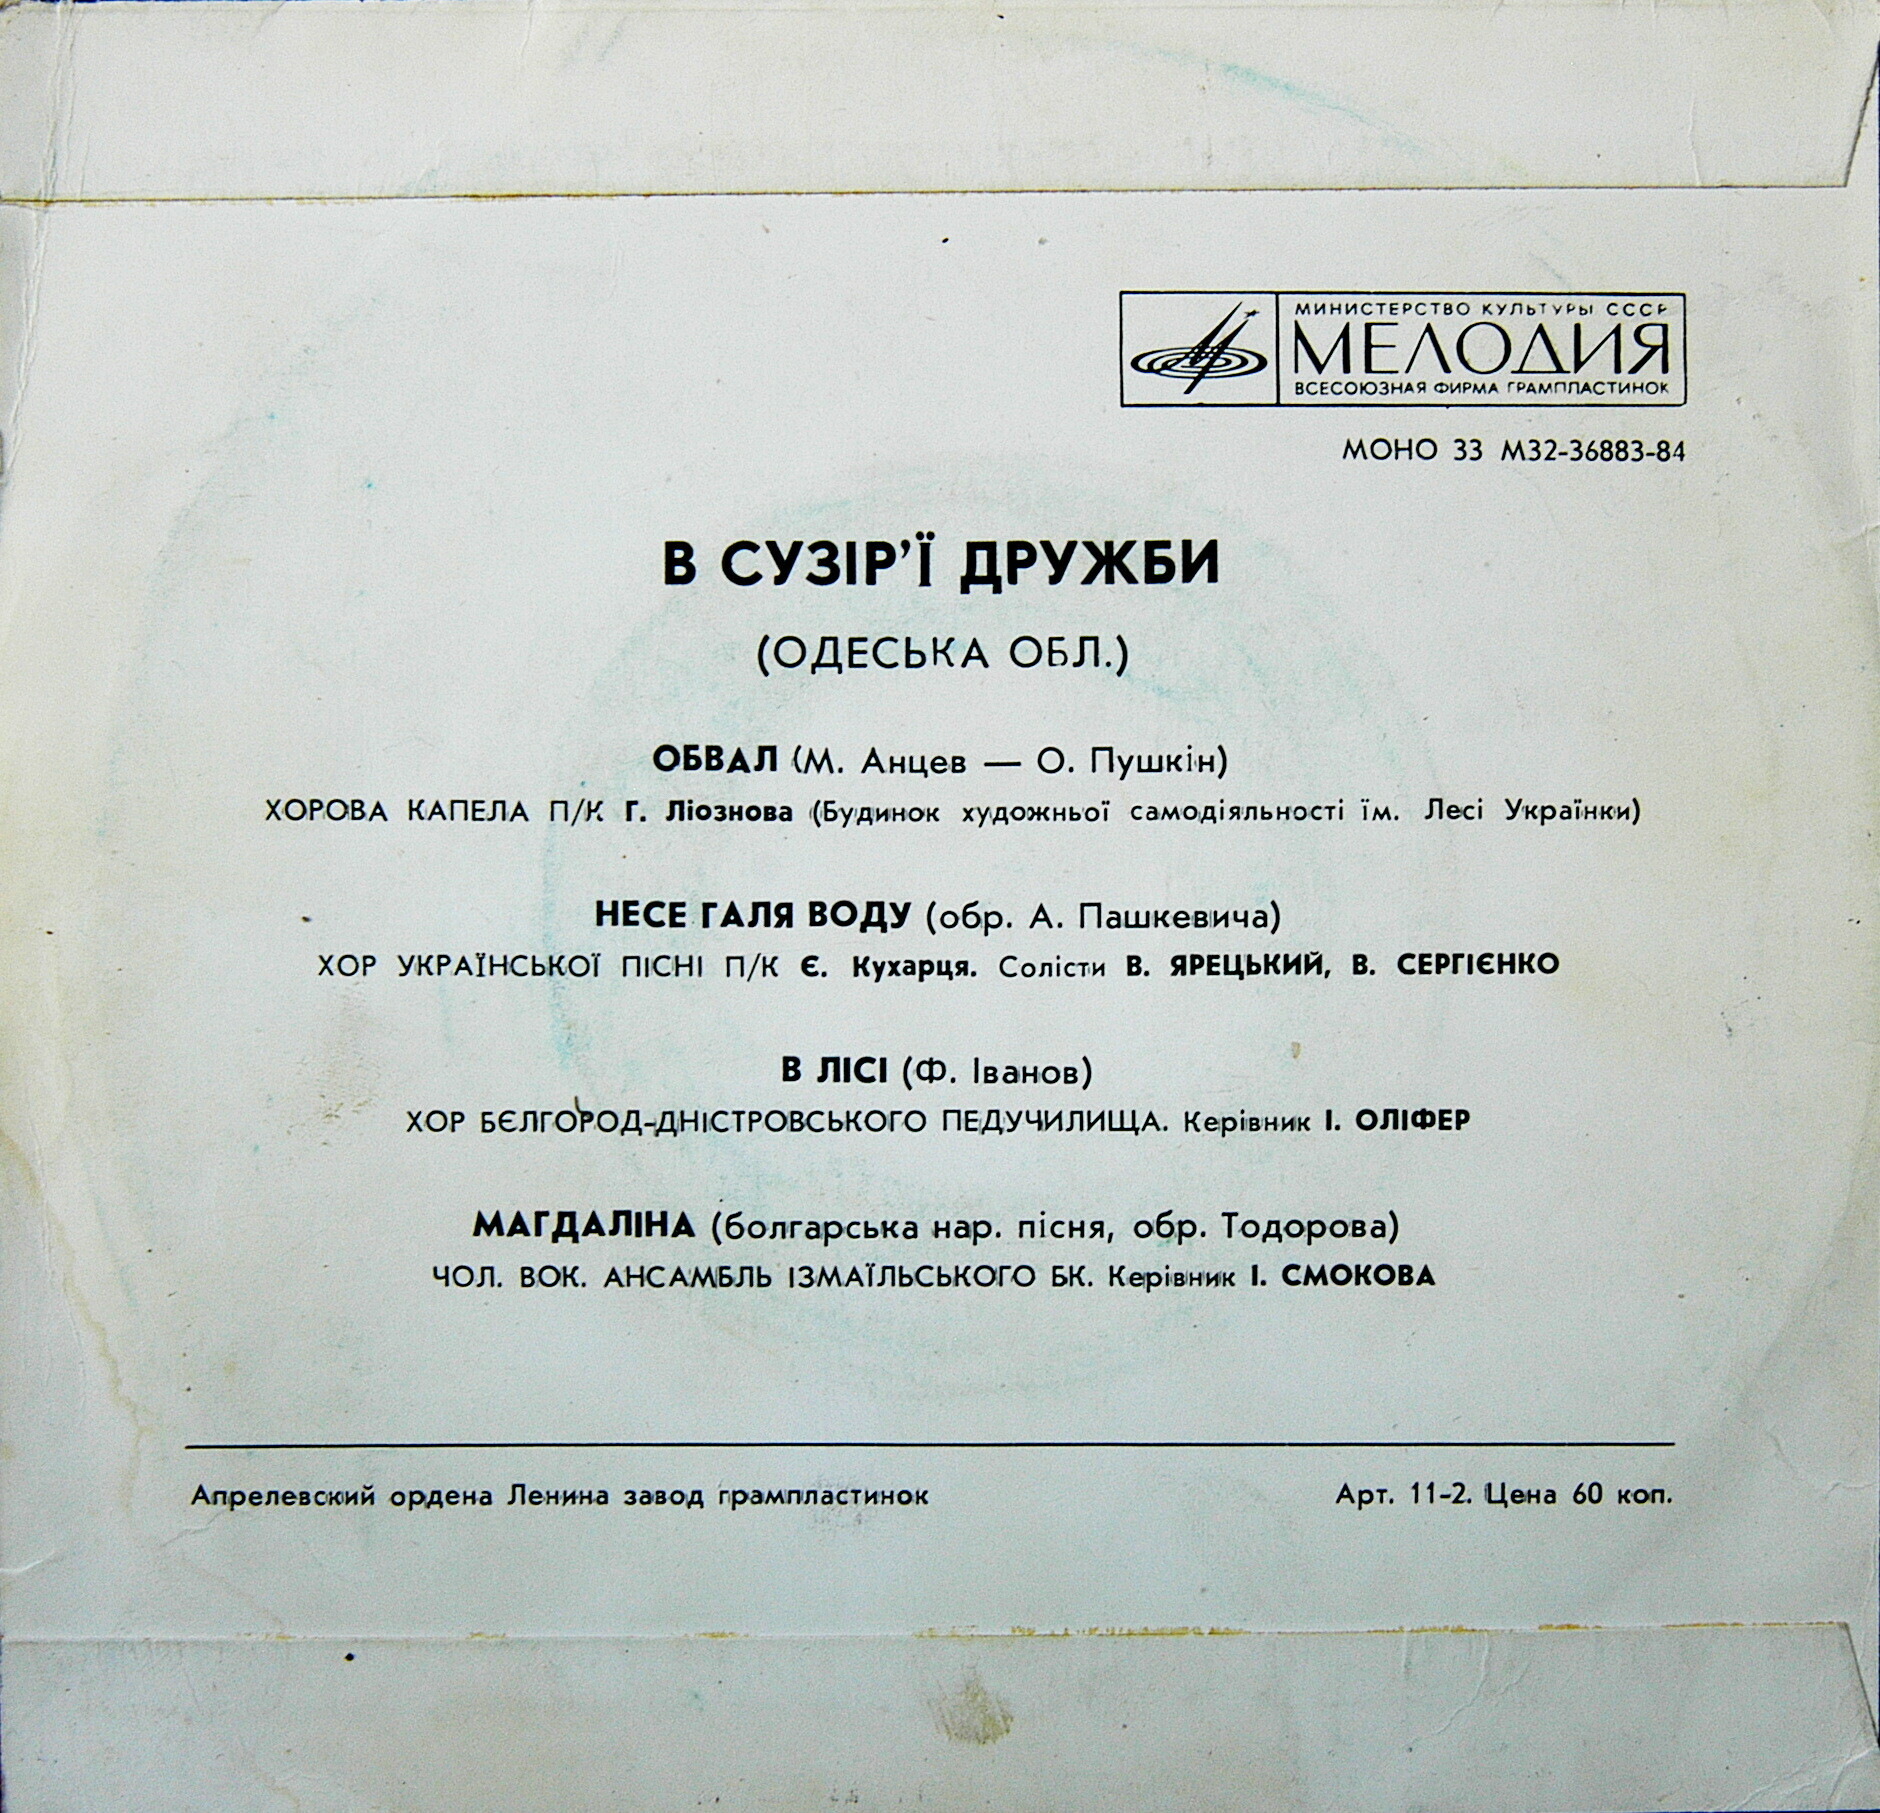 МИНИСТЕРСТВО КУЛЬТУРЫ СССР
МЕЛОДИЯ
ВСЕСОЮЗНАЯ ФИРМА ГРАМПЛАСТИНОК
МОНО 33 М32-36883-84
В СУЗІР’Ї ДРУЖБИ
(ОДЕСЬКА ОБЛ.)
ОБВАЛ (М. Анцев — О. Пушкін)
ХОРОВА КАПЕЛА П/К Г. Ліознова (Будинок художньої самодіяльності їм. Лесі Українки)
НЕСЕ ГАЛЯ ВОДУ (обр. А. Пашкевича)
ХОР УКРАЇНСЬКОЇ ПІСНІ П/К Є. Кухарця. Солісти В. ЯРЕЦЬКИЙ, В. СЕРГІЄНКО
В ЛІСІ (Ф. Іванов)
ХОР БЄЛГОРОД-ДНІСТРОВСЬКОГО ПЕДУЧИЛИЩА. Керівник І. ОЛІФЕР
МАГДАЛІНА (болгарська нар. пісня, обр. Тодорова)
ЧОЛ. ВОК. АНСАМБЛЬ ІЗМАЇЛЬСЬКОГО БК. Керівник І. СМОКОВА
Апрелевский ордена Ленина завод грампластинок
Арт. 11-2. Цена 60 коп.